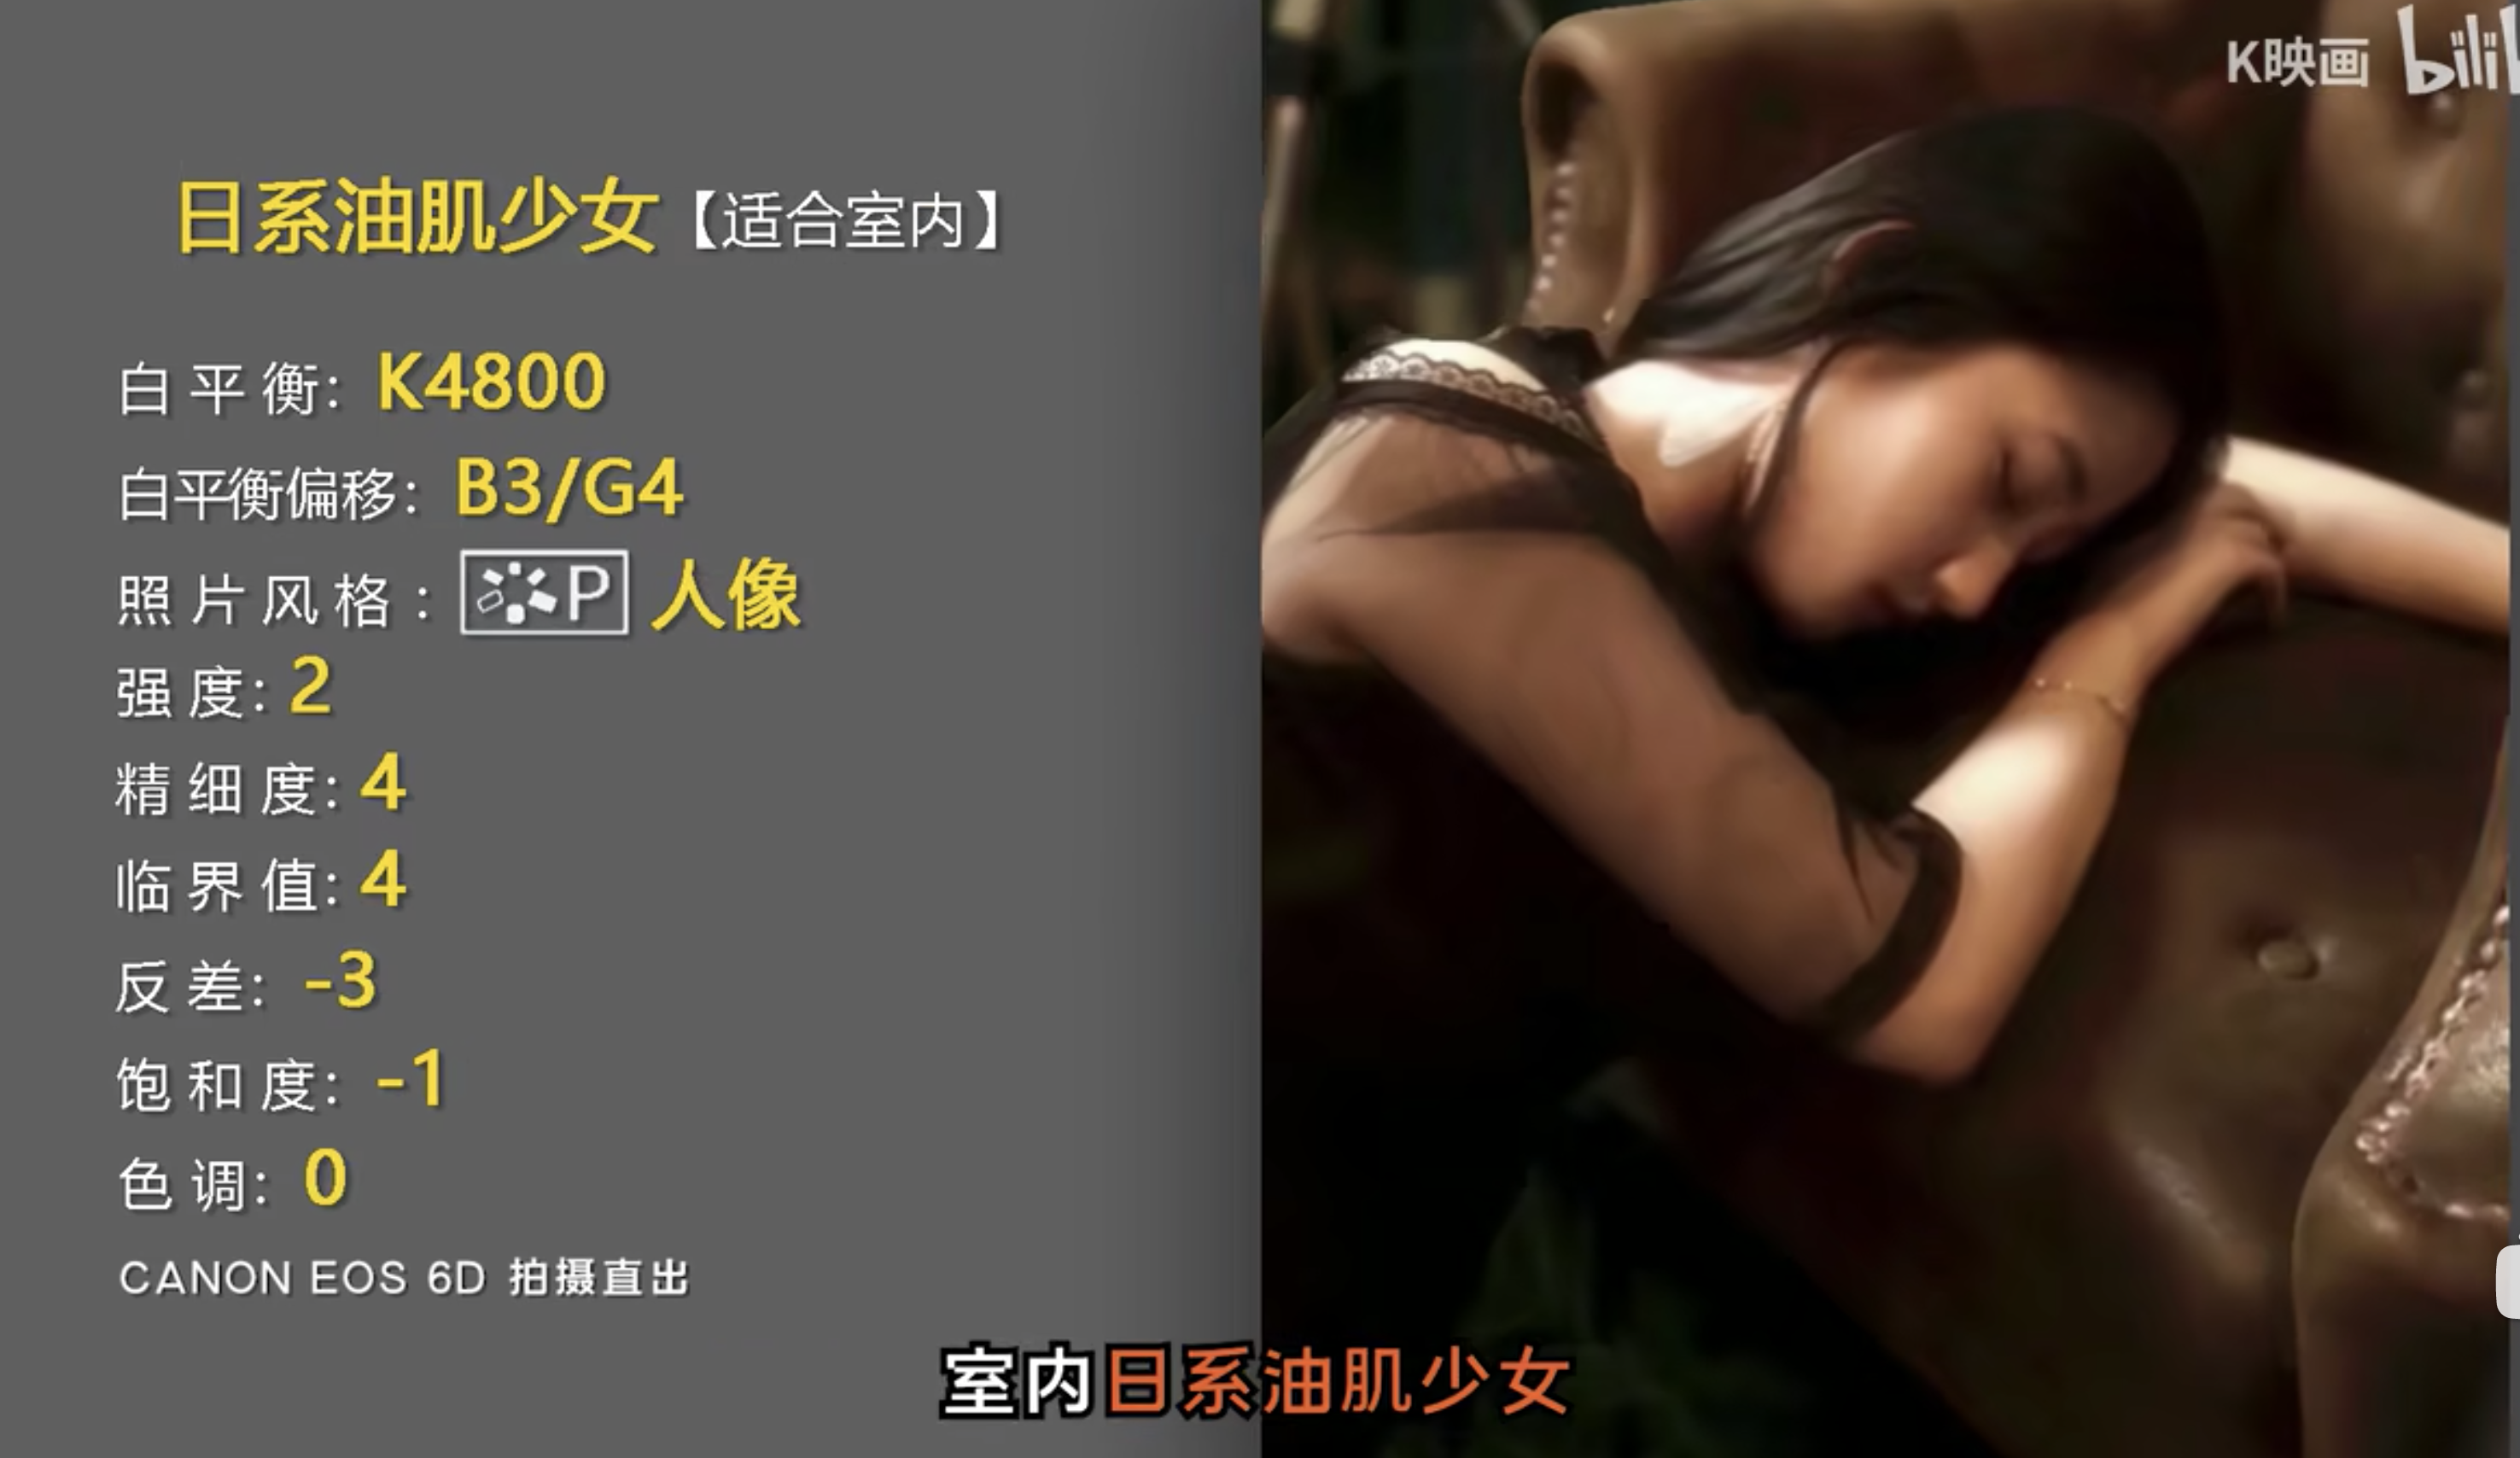 K映画 bili
日系油肌少女【适合室内】
白平衡：K4800
白平衡偏移：B3/G4
照片风格：P 人像
强度：2
精细度：4
临界值：4
反差：-3
饱和度：-1
色调：0
CANON EOS 6D 拍摄直出
室内日系油肌少女